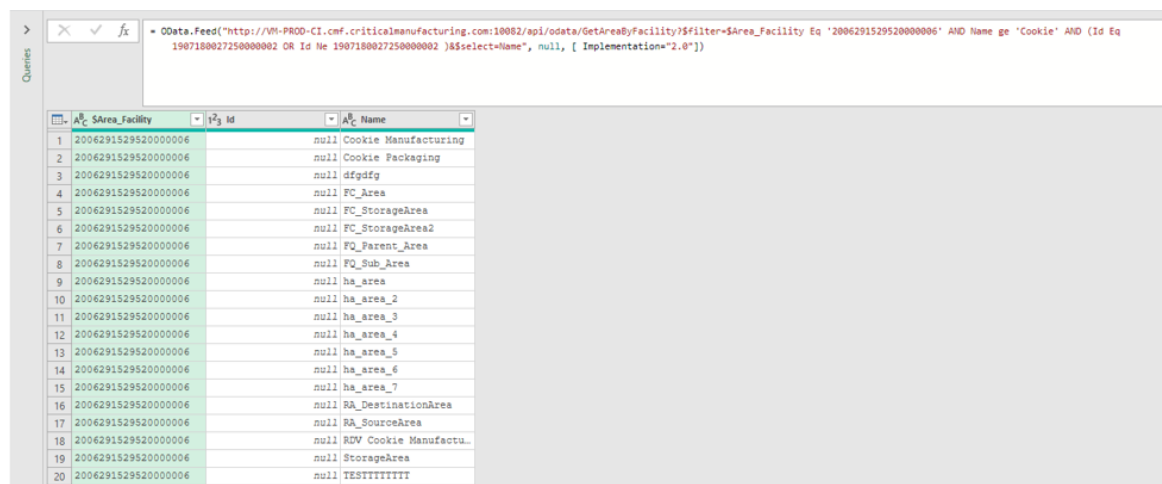 Queries
fx
= OData.Feed("http://VM-PROD-CI.cmf.criticalmanufacturing.com:10082/api/odata/GetAreaByFacility?$filter=$Area_Facility Eq '2006291529520000006' AND Name ge 'Cookie' AND (Id Eq
1907180027250000002 OR Id Ne 1907180027250000002 )&$select=Name", null, [ Implementation="2.0"])
ABC $Area_Facility 123 Id ABC Name
1 2006291529520000006 null Cookie Manufacturing
2 2006291529520000006 null Cookie Packaging
3 2006291529520000006 null dfgdfg
4 2006291529520000006 null FC_Area
5 2006291529520000006 null FC_StorageArea
6 2006291529520000006 null FC_StorageArea2
7 2006291529520000006 null FQ_Parent_Area
8 2006291529520000006 null FQ_Sub_Area
9 2006291529520000006 null ha_area
10 2006291529520000006 null ha_area_2
11 2006291529520000006 null ha_area_3
12 2006291529520000006 null ha_area_4
13 2006291529520000006 null ha_area_5
14 2006291529520000006 null ha_area_6
15 2006291529520000006 null ha_area_7
16 2006291529520000006 null RA_DestinationArea
17 2006291529520000006 null RA_SourceArea
18 2006291529520000006 null RDV Cookie Manufactu...
19 2006291529520000006 null StorageArea
20 2006291529520000006 null TESTTTTTTTT